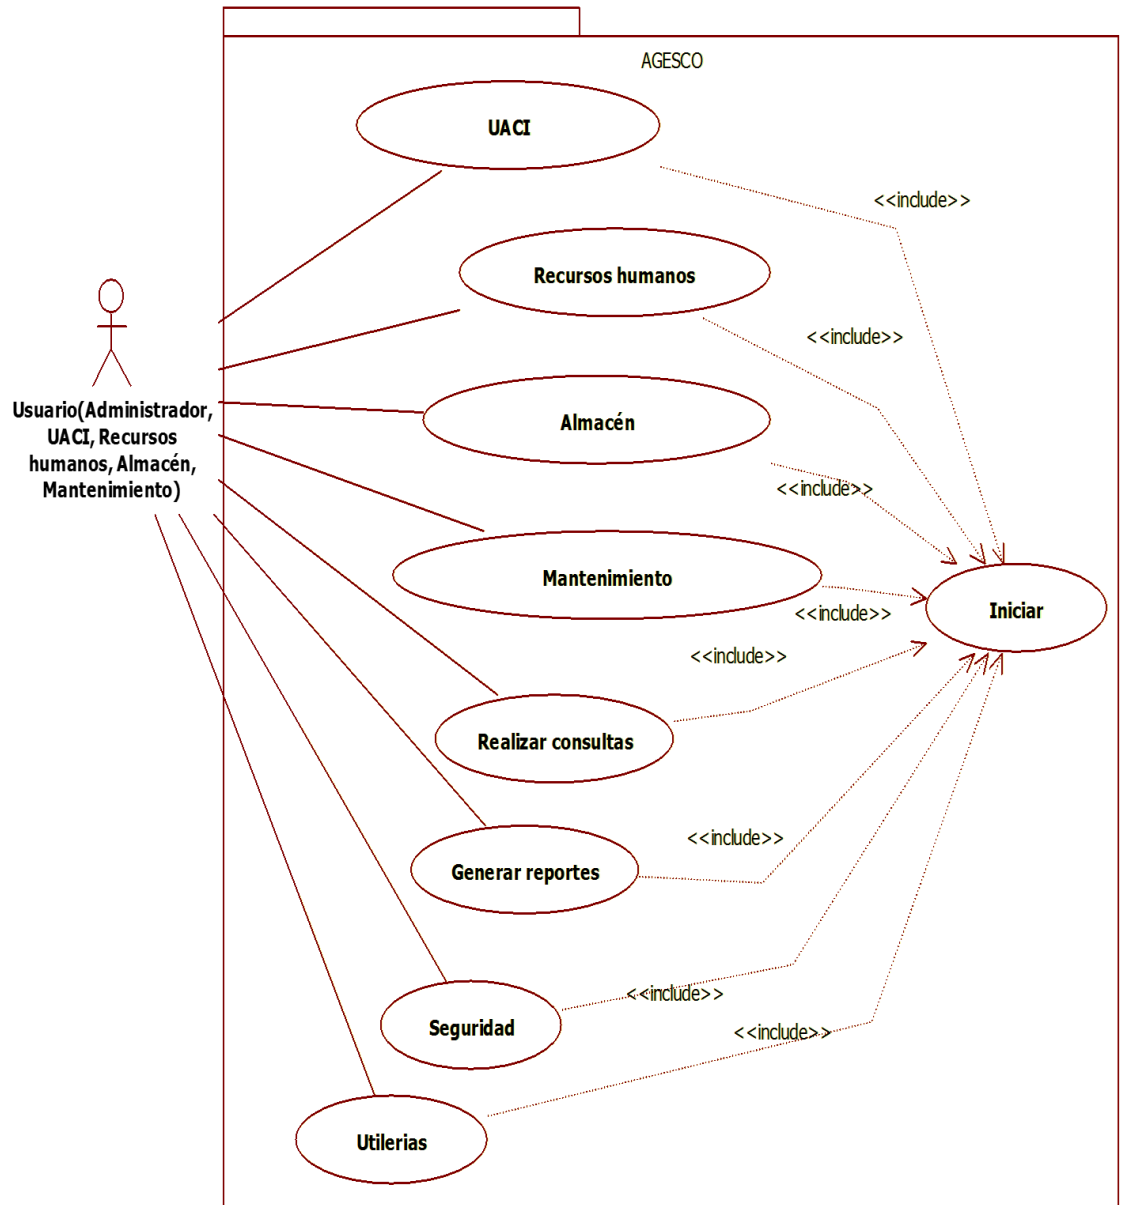 AGESCO
UACI
<<include>>
Recursos humanos
<<include>>
Usuario(Administrador,
UACI, Recursos
humanos, Almacén,
Mantenimiento)
Almacén
<<include>>
Mantenimiento
<<include>>
Iniciar
<<include>>
Realizar consultas
<<include>>
Generar reportes
<<include>>
Seguridad
<<include>>
Utilerias